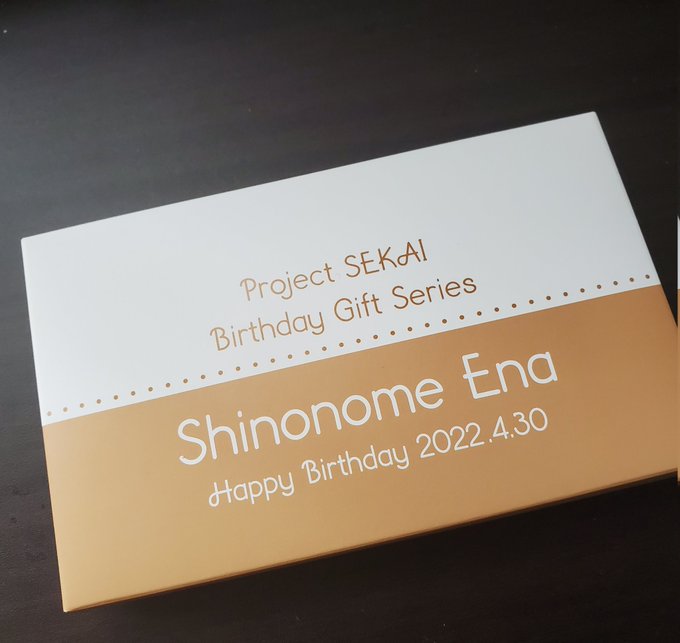 Project SEKAI
Birthday Gift Series
Shinonome Ena
Happy Birthday 2022.4.30